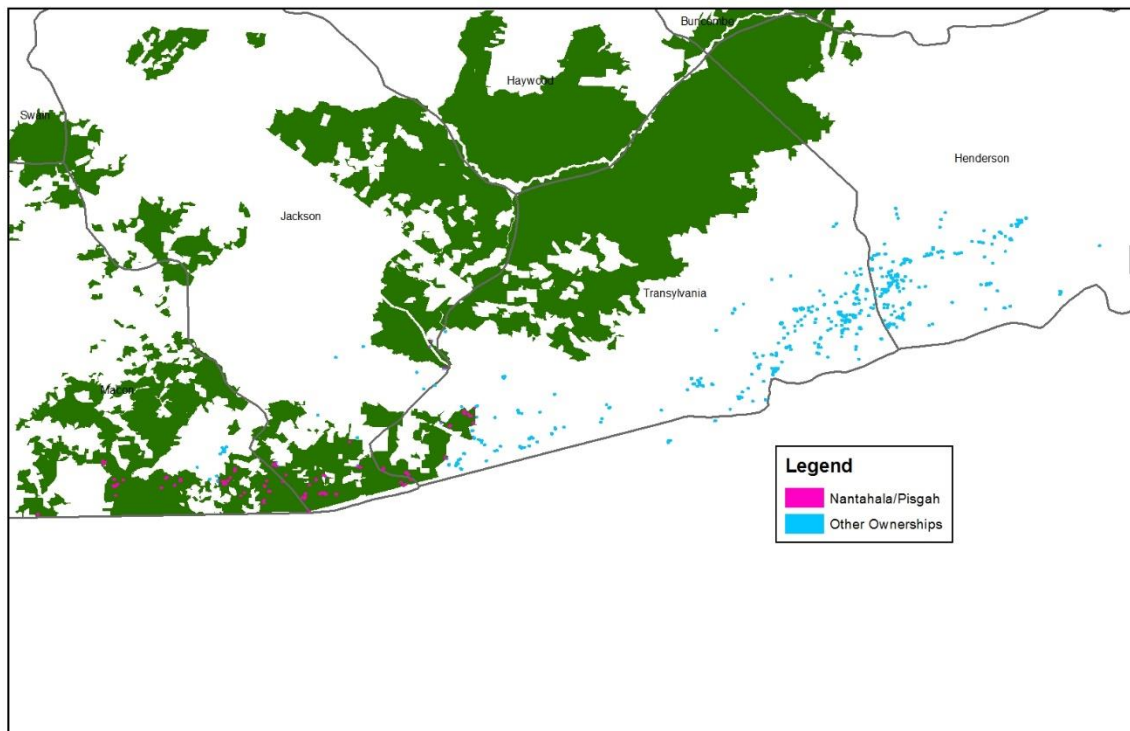 Buncombe
Haywood
Swain
Henderson
Jackson
Transylvania
Macon
Legend
Nantahala/Pisgah
Other Ownerships